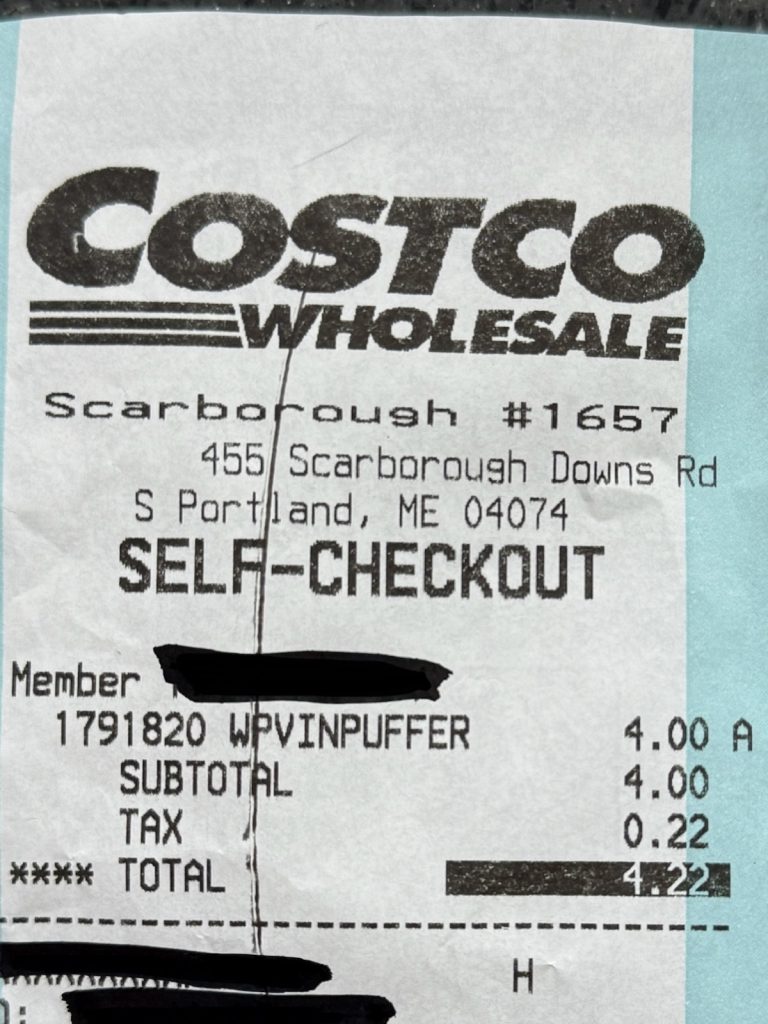 COSTCO
WHOLESALE
Scarborough #1657
455 Scarborough Downs Rd
S Portland, ME 04074
SELF-CHECKOUT
Member
1791820 WPVINPUFFER 4.00 A
SUBTOTAL 4.00
TAX 0.22
**** TOTAL 4.22
H